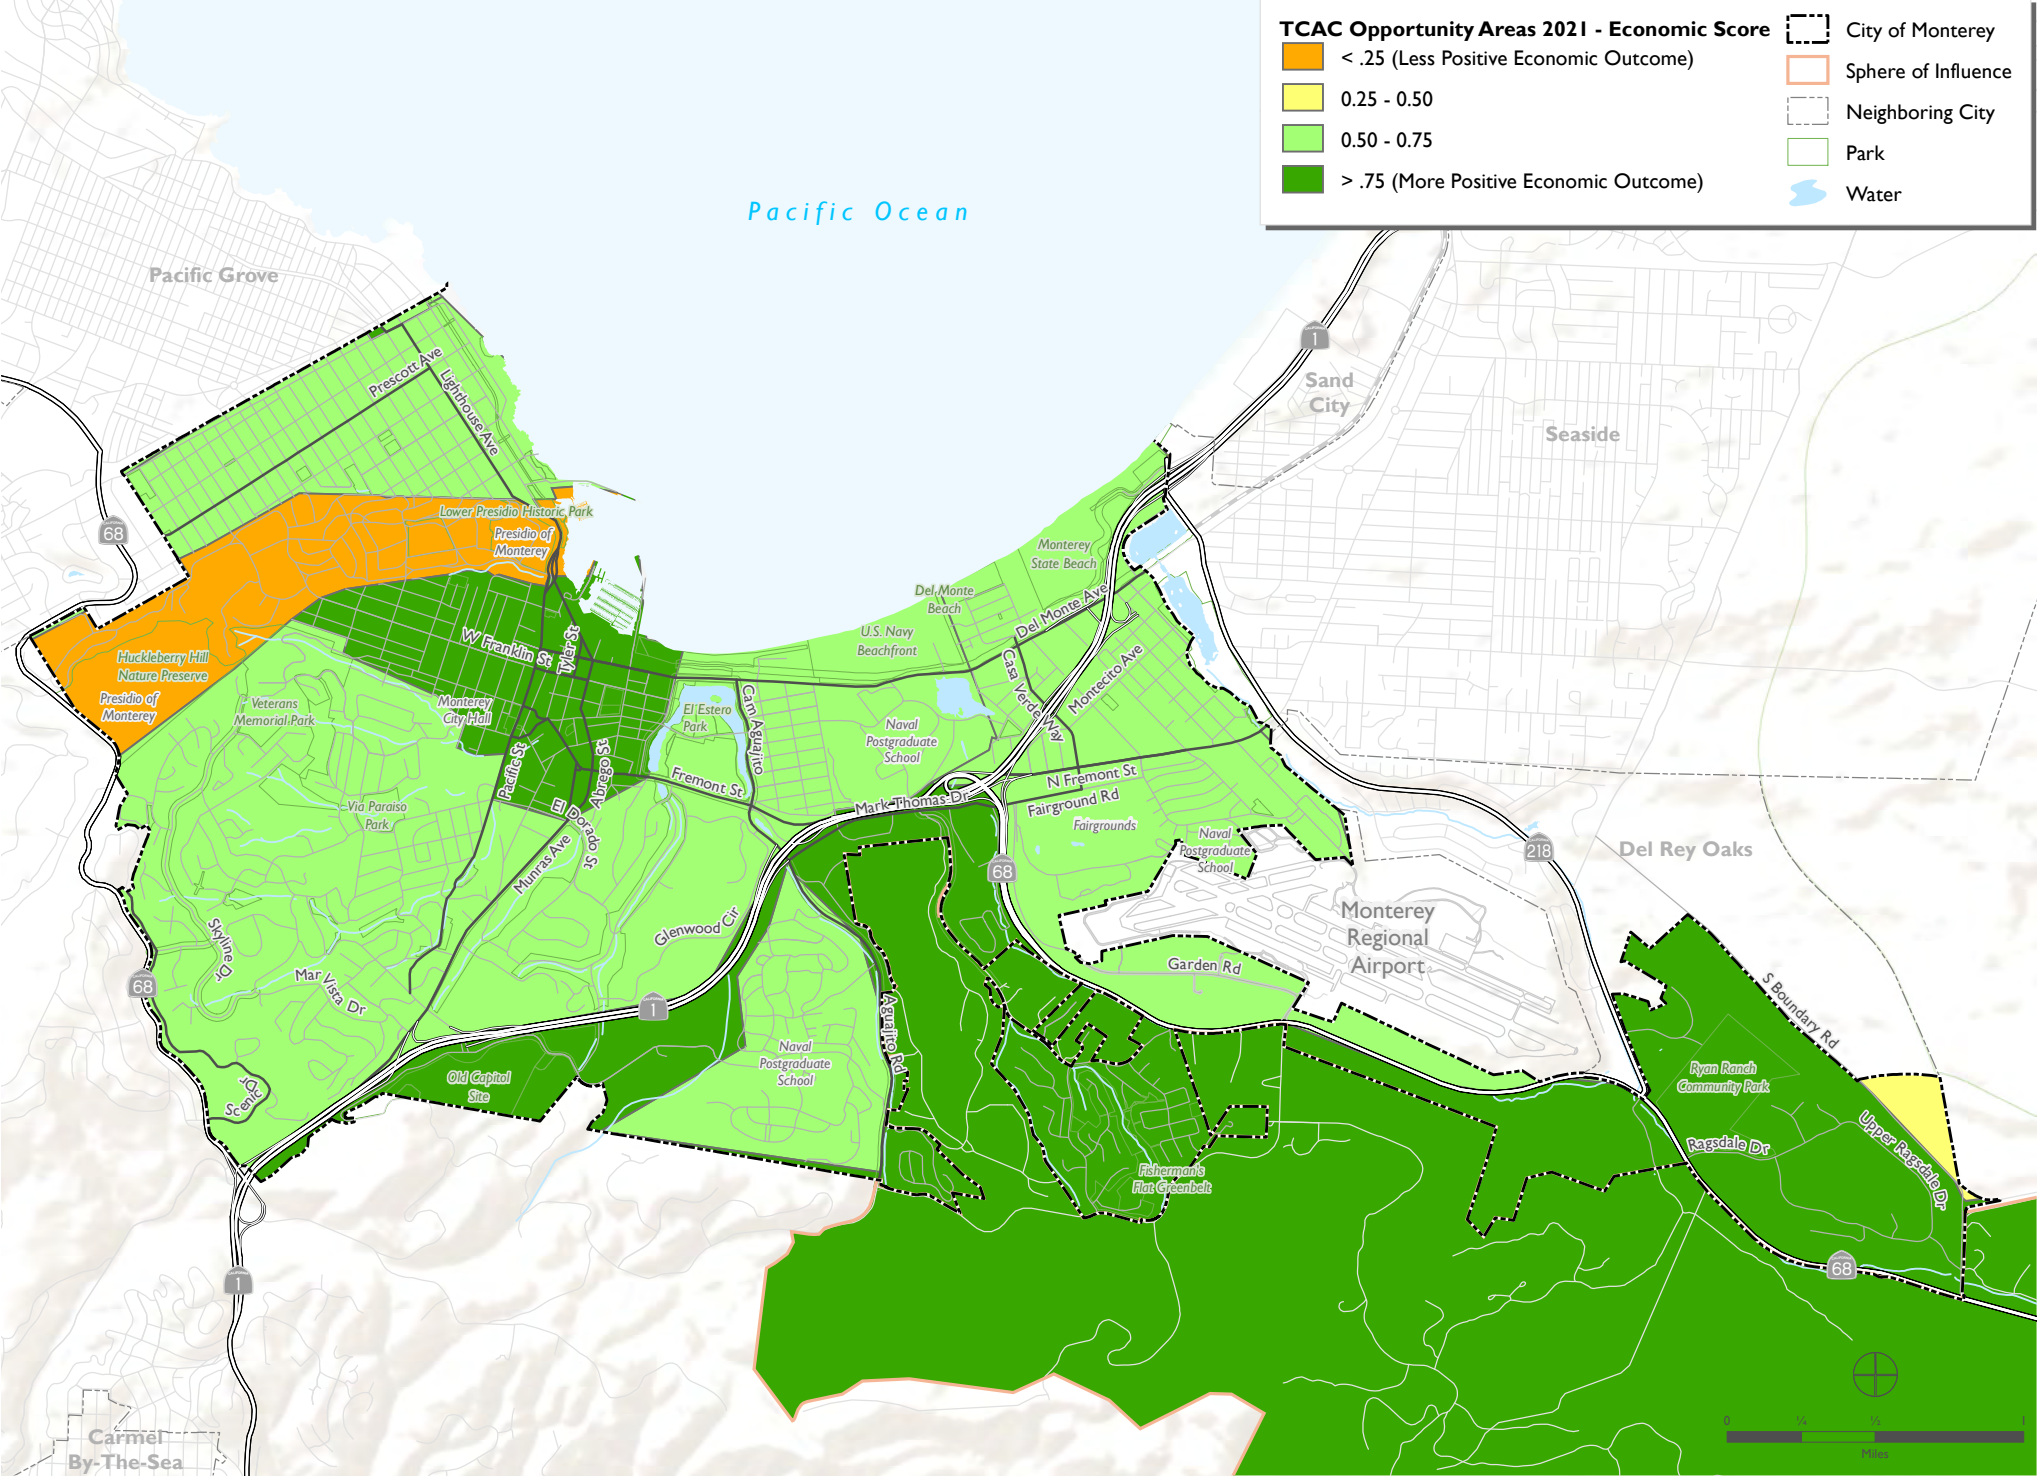 TCAC Opportunity Areas 2021 - Economic Score
< .25 (Less Positive Economic Outcome)
0.25 - 0.50
0.50 - 0.75
> .75 (More Positive Economic Outcome)
City of Monterey
Sphere of Influence
Neighboring City
Park
Water
Pacific Ocean
Pacific Grove
CALIFORNIA
1
Sand
City
Seaside
Prescott Ave
Lighthouse Ave
68
Lower Presidio Historic Park
Presidio of
Monterey
Monterey
State Beach
Del Monte
Beach
Del Monte Ave
U.S. Navy
Beachfront
W Franklin St
Tyler St
Huckleberry Hill
Nature Preserve
Presidio of
Monterey
Veterans
Memorial Park
Monterey
City Hall
El Estero
Park
Cam Aguajito
Casa Verde Way
Montecito Ave
Naval
Postgraduate
School
Pacific St
Abrego St
Fremont St
N Fremont St
Mark Thomas Dr
Fairground Rd
Fairgrounds
Via Paraiso
Park
El Dorado St
Munras Ave
Naval
Postgraduate
School
68
218
Del Rey Oaks
Monterey
Regional
Airport
Glenwood Cir
Garden Rd
Skyline Dr
Mar Vista Dr
68
1
Aguajito Rd
S Boundary Rd
Naval
Postgraduate
School
Old Capitol
Site
Scenic Dr
Ryan Ranch
Community Park
Ragsdale Dr
Upper Ragsdale Dr
Fisherman's
Flat Greenbelt
1
68
Carmel
By-The-Sea
0 ¼ ½ 1
Miles